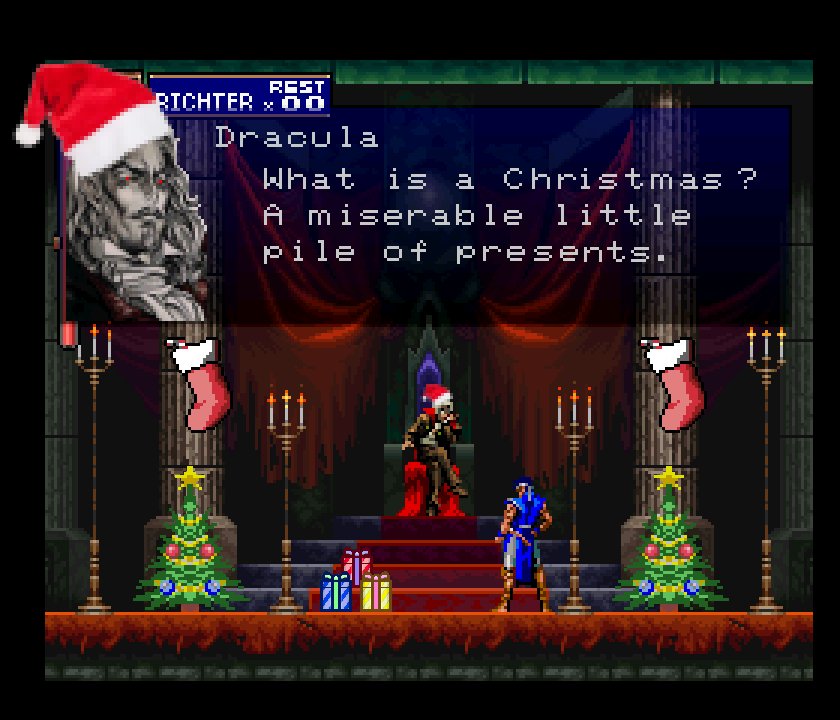 REST
RICHTER x 00
Dracula
What is a Christmas?
A miserable little
pile of presents.